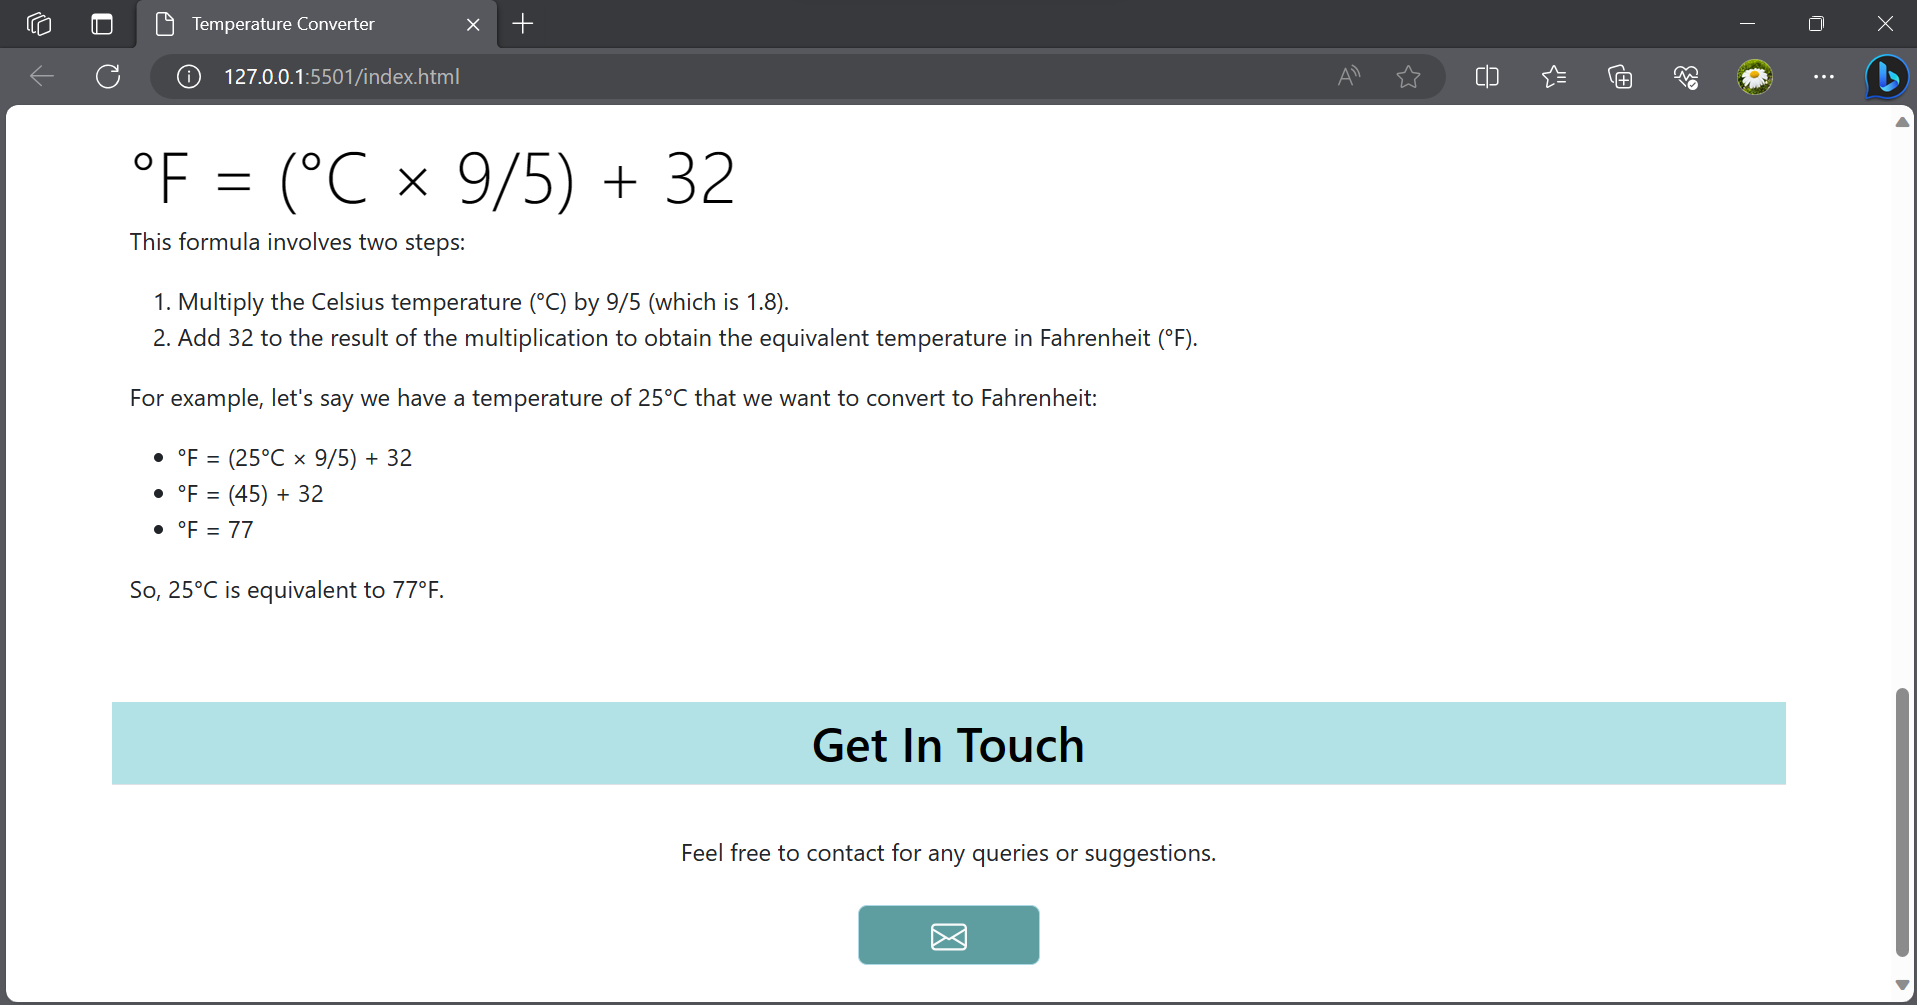 Temperature Converter
127.0.0.1:5501/index.html
°F = (°C × 9/5) + 32
This formula involves two steps:
1. Multiply the Celsius temperature (°C) by 9/5 (which is 1.8).
2. Add 32 to the result of the multiplication to obtain the equivalent temperature in Fahrenheit (°F).
For example, let's say we have a temperature of 25°C that we want to convert to Fahrenheit:
• °F = (25°C × 9/5) + 32
• °F = (45) + 32
• °F = 77
So, 25°C is equivalent to 77°F.
Get In Touch
Feel free to contact for any queries or suggestions.